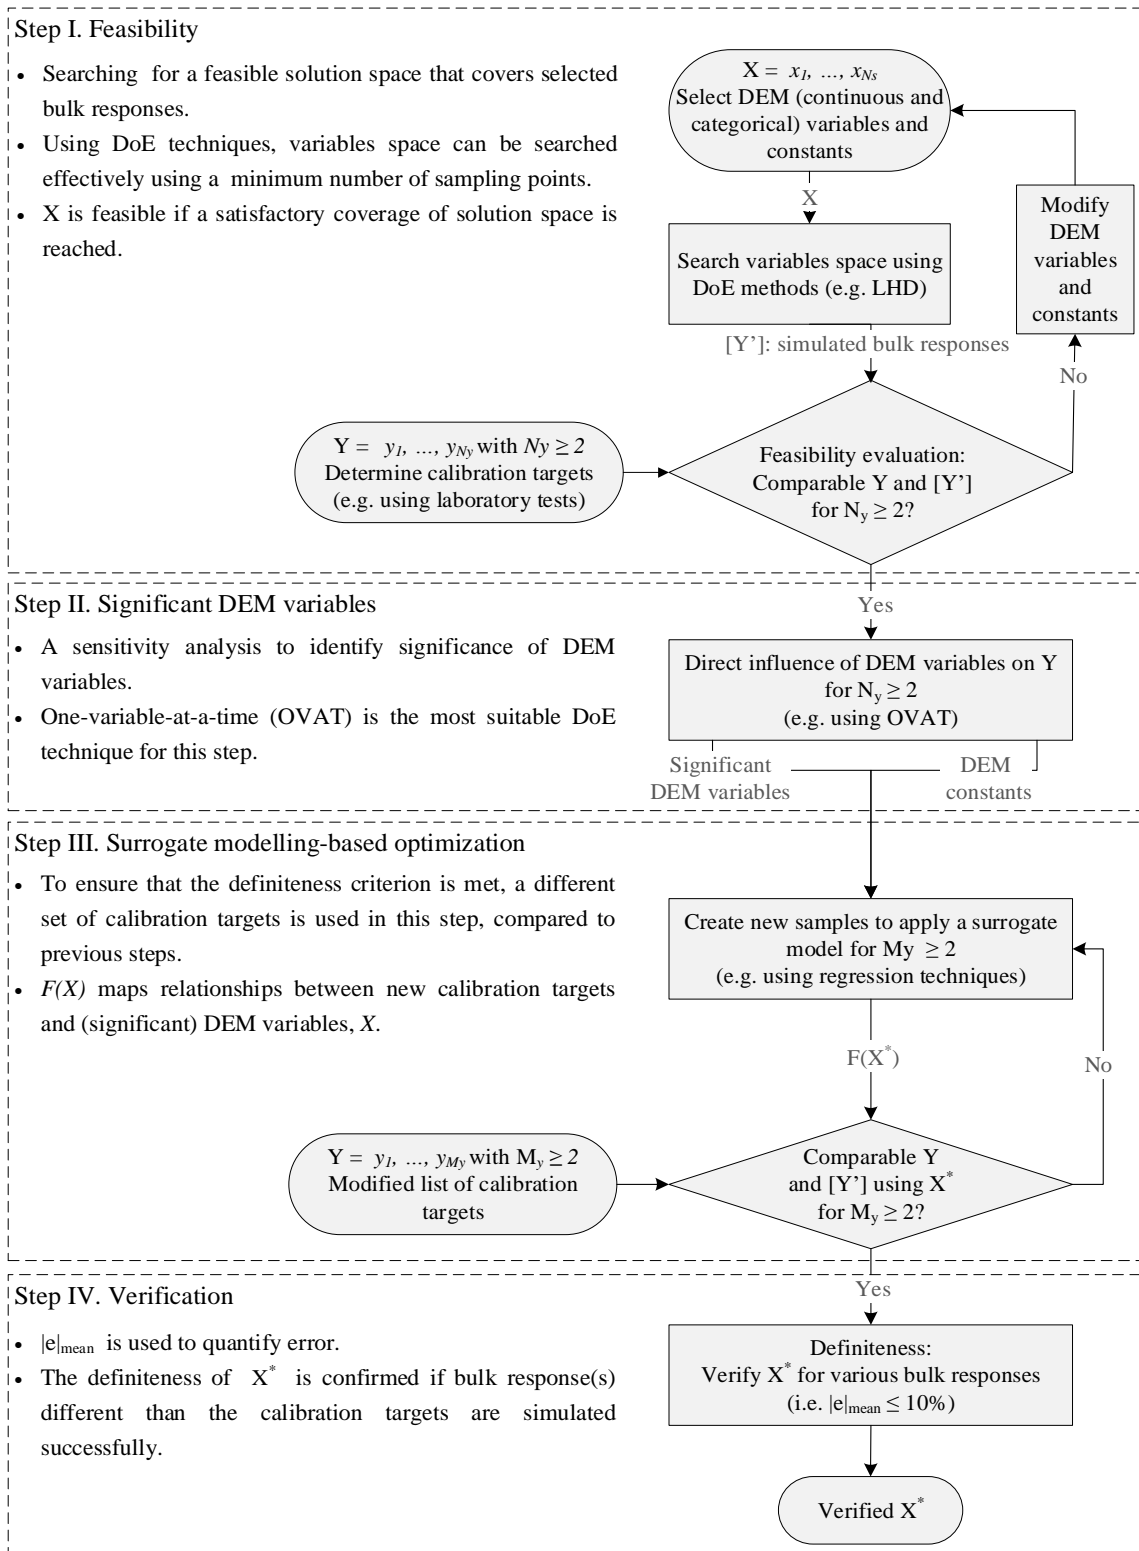 Step I. Feasibility
• Searching for a feasible solution space that covers selected
bulk responses.
• Using DoE techniques, variables space can be searched
effectively using a minimum number of sampling points.
• X is feasible if a satisfactory coverage of solution space is
reached.
X = x1, ..., xNs
Select DEM (continuous and
categorical) variables and
constants
X
Search variables space using
DoE methods (e.g. LHD)
[Y']: simulated bulk responses
Modify
DEM
variables
and
constants
No
Y = y1, ..., yNy with Ny ≥ 2
Determine calibration targets
(e.g. using laboratory tests)
Feasibility evaluation:
Comparable Y and [Y']
for Ny ≥ 2?
Yes
Step II. Significant DEM variables
• A sensitivity analysis to identify significance of DEM
variables.
• One-variable-at-a-time (OVAT) is the most suitable DoE
technique for this step.
Direct influence of DEM variables on Y
for Ny ≥ 2
(e.g. using OVAT)
Significant
DEM variables
DEM
constants
Step III. Surrogate modelling-based optimization
• To ensure that the definiteness criterion is met, a different
set of calibration targets is used in this step, compared to
previous steps.
• F(X) maps relationships between new calibration targets
and (significant) DEM variables, X.
Create new samples to apply a surrogate
model for My ≥ 2
(e.g. using regression techniques)
F(X*)
No
Y = y1, ..., yMy with My ≥ 2
Modified list of calibration
targets
Comparable Y
and [Y'] using X*
for My ≥ 2?
Yes
Step IV. Verification
• |e|mean is used to quantify error.
• The definiteness of X* is confirmed if bulk response(s)
different than the calibration targets are simulated
successfully.
Definiteness:
Verify X* for various bulk responses
(i.e. |e|mean ≤ 10%)
Verified X*